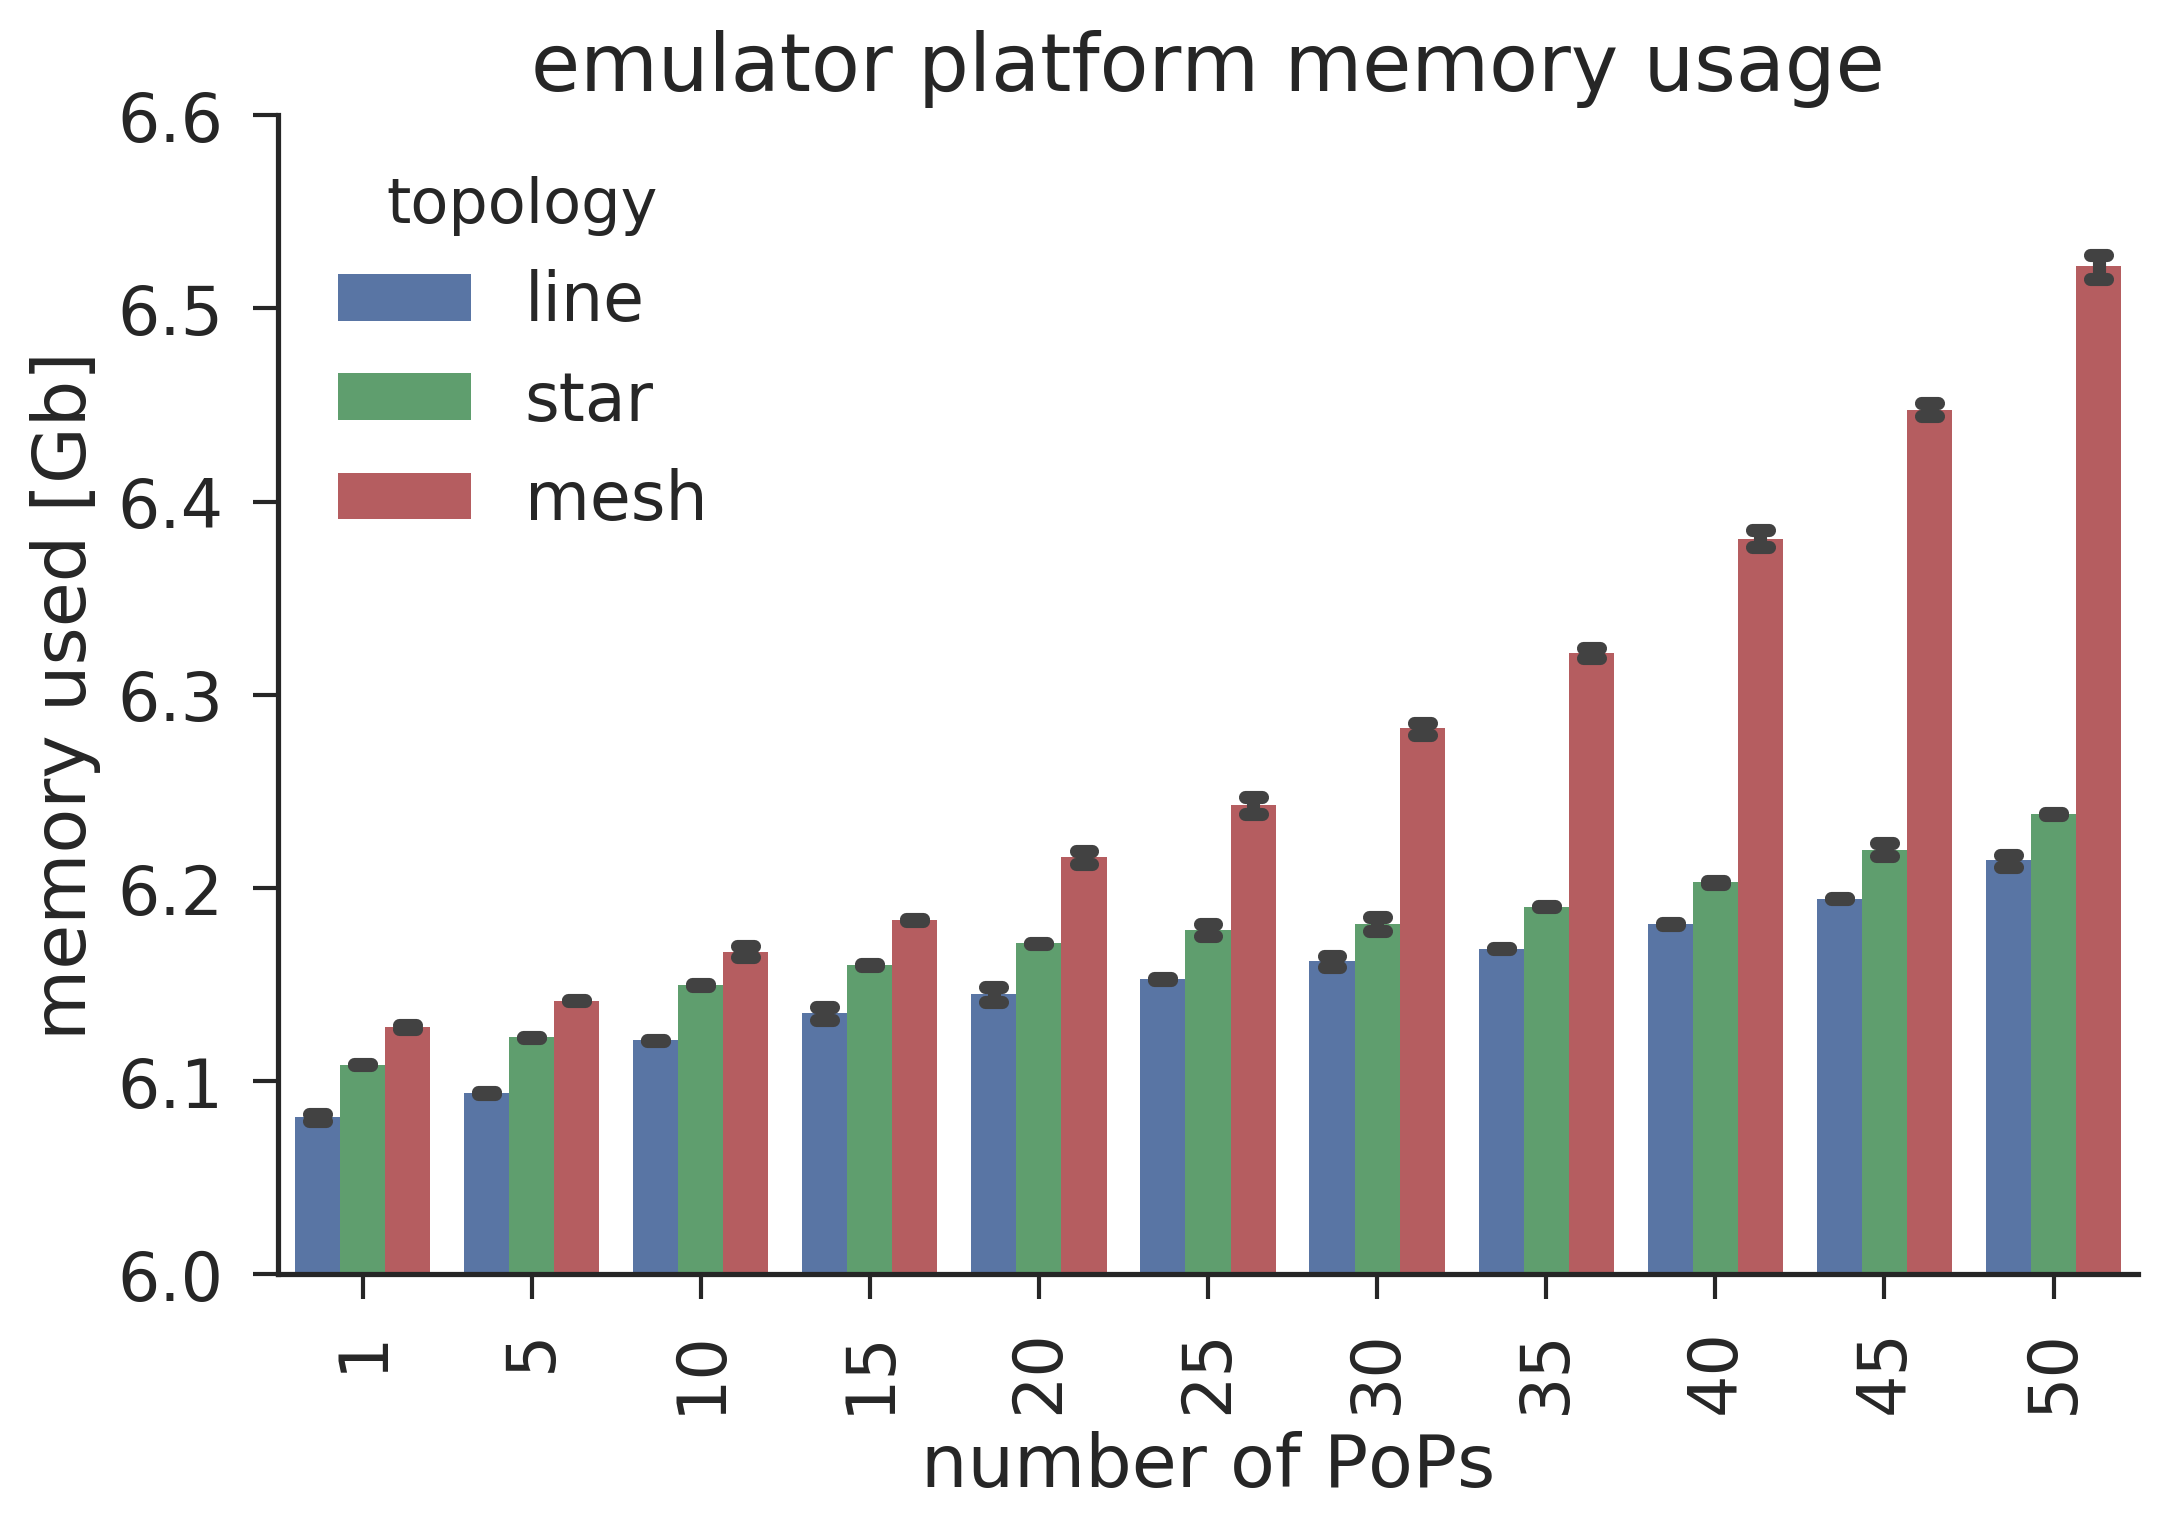 emulator platform memory usage
6.6
6.5
6.4
6.3
6.2
6.1
6.0
memory used [Gb]
topology
line
star
mesh
1 5 10 15 20 25 30 35 40 45 50
number of PoPs